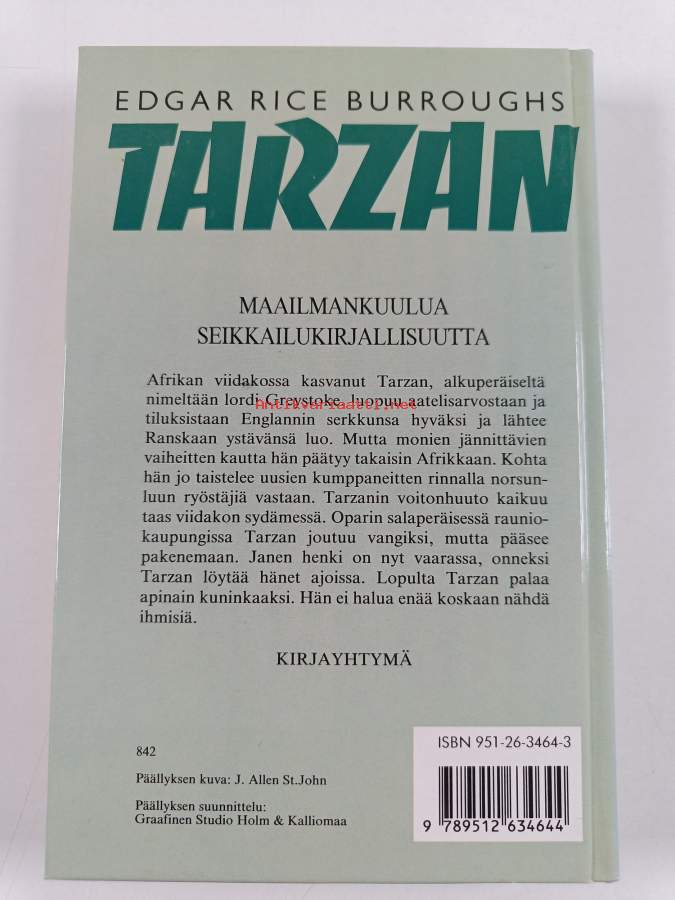 EDGAR RICE BURROUGHS
TARZAN
MAAILMANKUULUA
SEIKKAILUKIRJALLISUUTTA
Afrikan viidakossa kasvanut Tarzan, alkuperäiseltä
nimeltään lordi Greystoke, luopuu aatelisarvostaan ja
Antikvariaatti.net
tiluksistaan Englannin serkkunsa hyväksi ja lähtee
Ranskaan ystävänsä luo. Mutta monien jännittävien
vaiheitten kautta hän päätyy takaisin Afrikkaan. Kohta
hän jo taistelee uusien kumppaneitten rinnalla norsun-
luun ryöstäjiä vastaan. Tarzanin voitonhuuto kaikuu
taas viidakon sydämessä. Oparin salaperäisessä raunio-
kaupungissa Tarzan joutuu vangiksi, mutta pääsee
pakenemaan. Janen henki on nyt vaarassa, onneksi
Tarzan löytää hänet ajoissa. Lopulta Tarzan palaa
apinain kuninkaaksi. Hän ei halua enää koskaan nähdä
ihmisiä.
KIRJAYHTYMÄ
ISBN 951-26-3464-3
842
Päällyksen kuva: J. Allen St.John
Päällyksen suunnittelu:
Graafinen Studio Holm & Kalliomaa
9 789512 634644